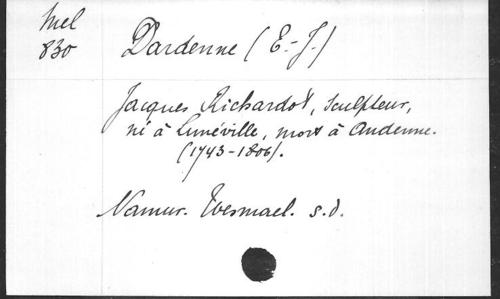 Mel
830
Dardenne (E.-J.)
Jacques Richardot, sculpteur,
né à Lunéville, mort à Andenne.
(1743-1806).
Namur. Wesmael. s.d.